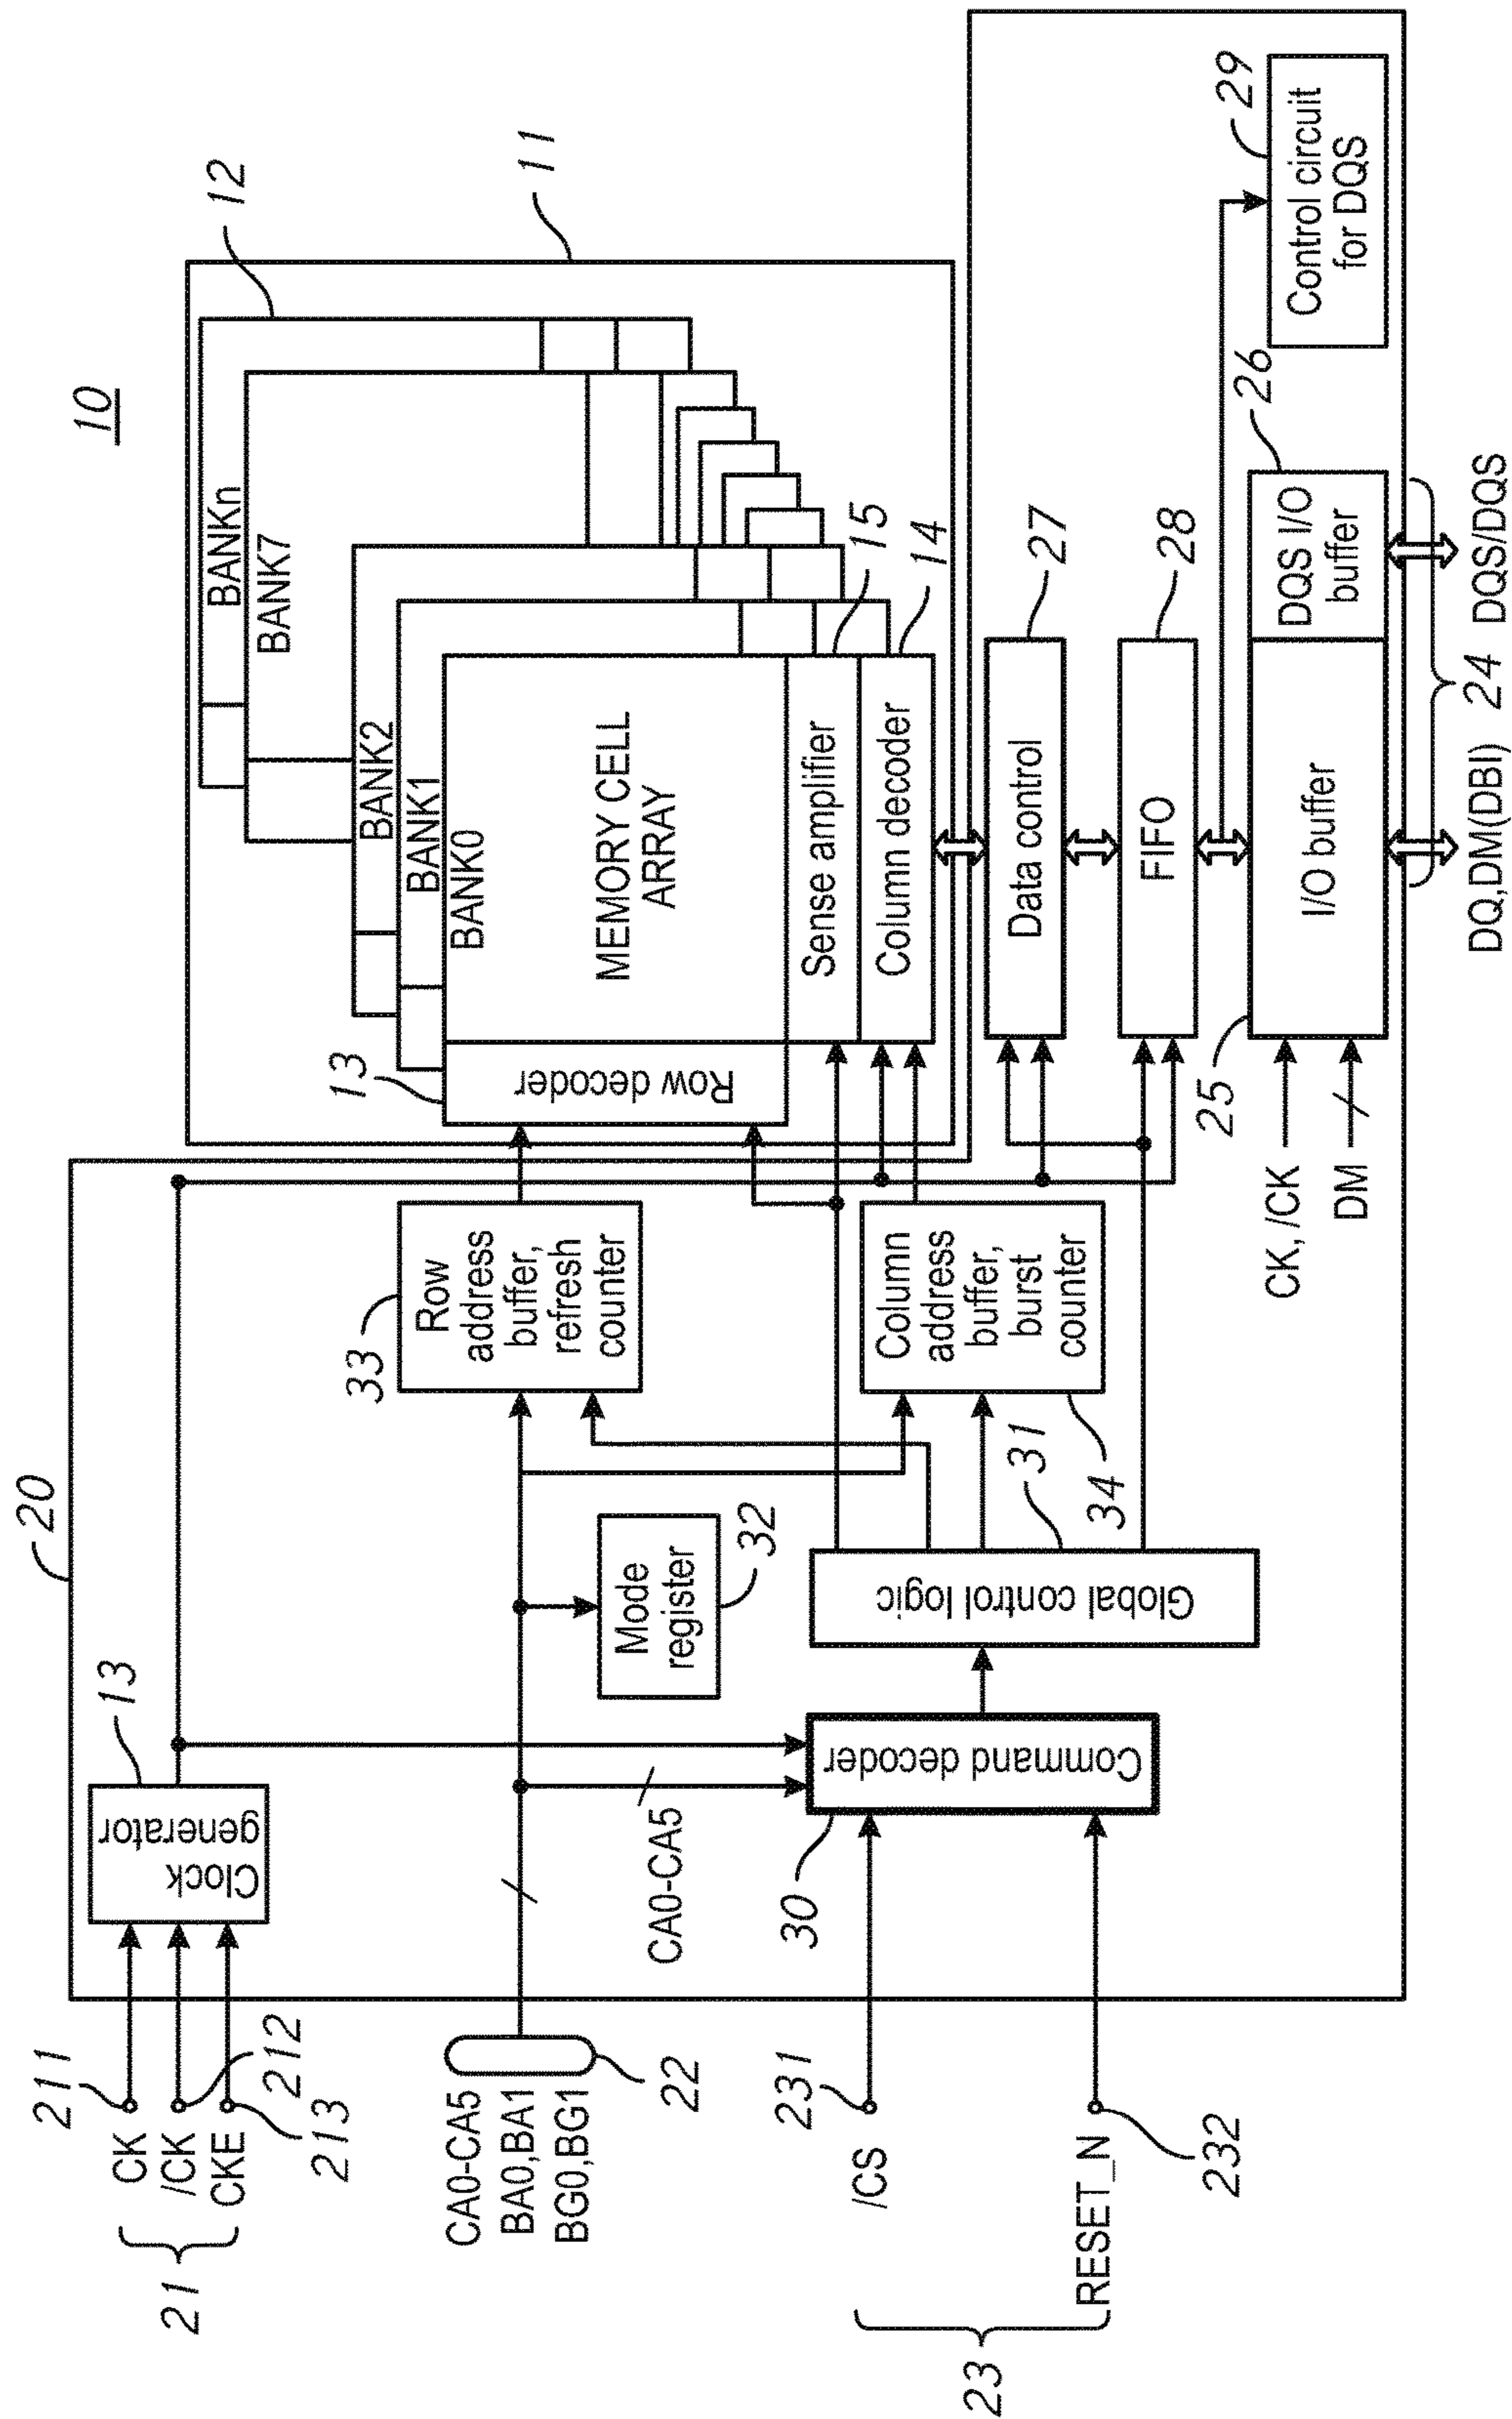 10
20
21
CK
/CK
CKE
211
212
213
Clock
generator
13
CA0-CA5
BA0,BA1
BG0,BG1
22
CA0-CA5
Mode
register
32
33
Row
address
buffer,
refresh
counter
23
/CS
231
RESET_N
232
30
Command decoder
Global control logic
31
Column
address
buffer,
burst
counter
34
11
12
BANKn
BANK7
BANK2
BANK1
BANK0
MEMORY CELL
ARRAY
13
Row decoder
Sense amplifier
15
Column decoder
14
Data control
27
FIFO
28
CK, /CK
DM
25
I/O buffer
DQS I/O
buffer
26
Control circuit
for DQS
29
DQ,DM(DBI)
24
DQS/DQS